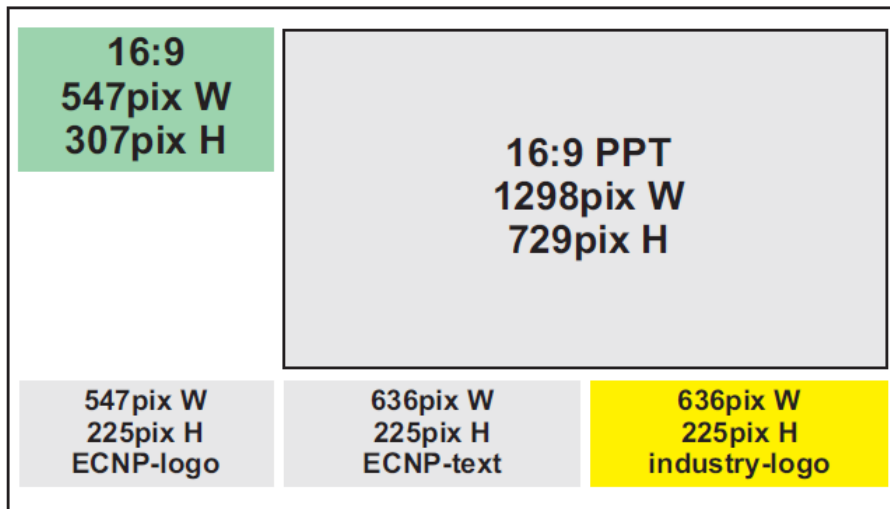 16:9
547pix W
307pix H
16:9 PPT
1298pix W
729pix H
547pix W
225pix H
ECNP-logo
636pix W
225pix H
ECNP-text
636pix W
225pix H
industry-logo